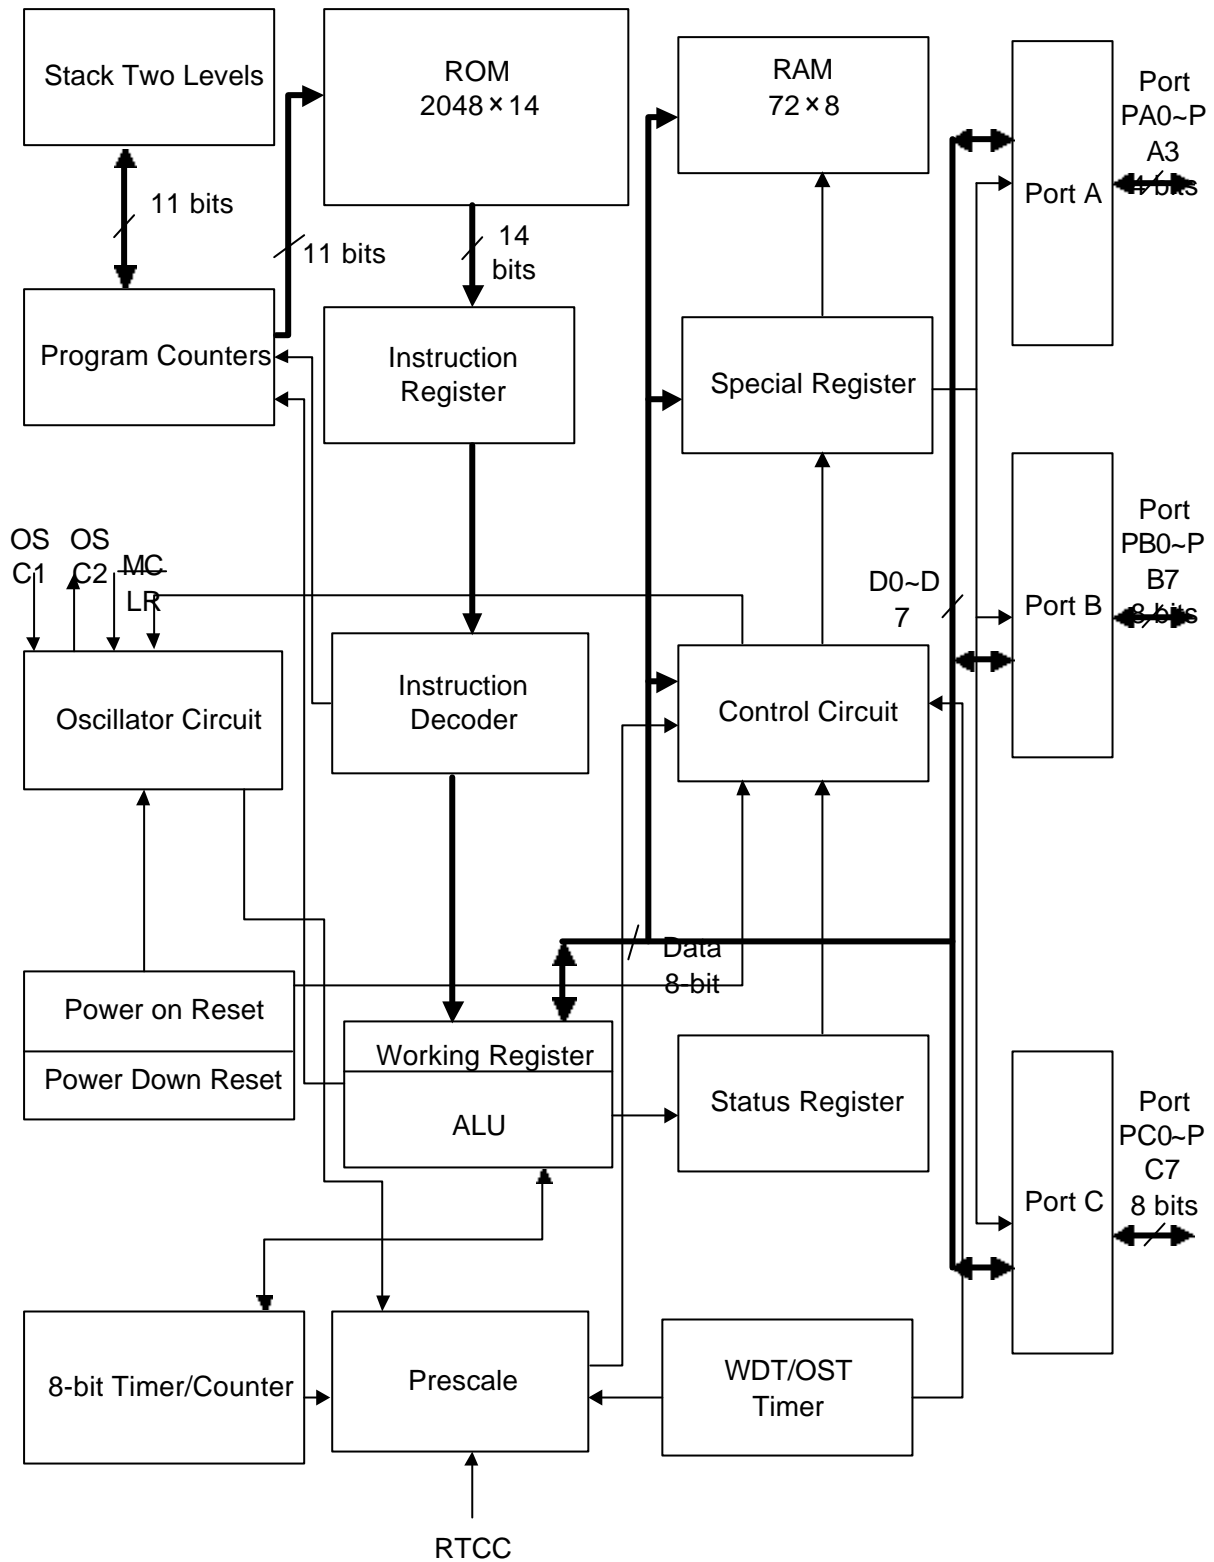 Stack Two Levels
ROM
2048×14
RAM
72×8
Port
PA0~P
A3
4 bits
Port A
11 bits
11 bits
14
bits
Program Counters
Instruction
Register
Special Register
OS
C1
OS
C2
MC
LR
D0~D
7
Port B
Port
PB0~P
B7
8 bits
Oscillator Circuit
Instruction
Decoder
Control Circuit
Data
8-bit
Power on Reset
Power Down Reset
Working Register
ALU
Status Register
Port C
Port
PC0~P
C7
8 bits
8-bit Timer/Counter
Prescale
WDT/OST
Timer
RTCC